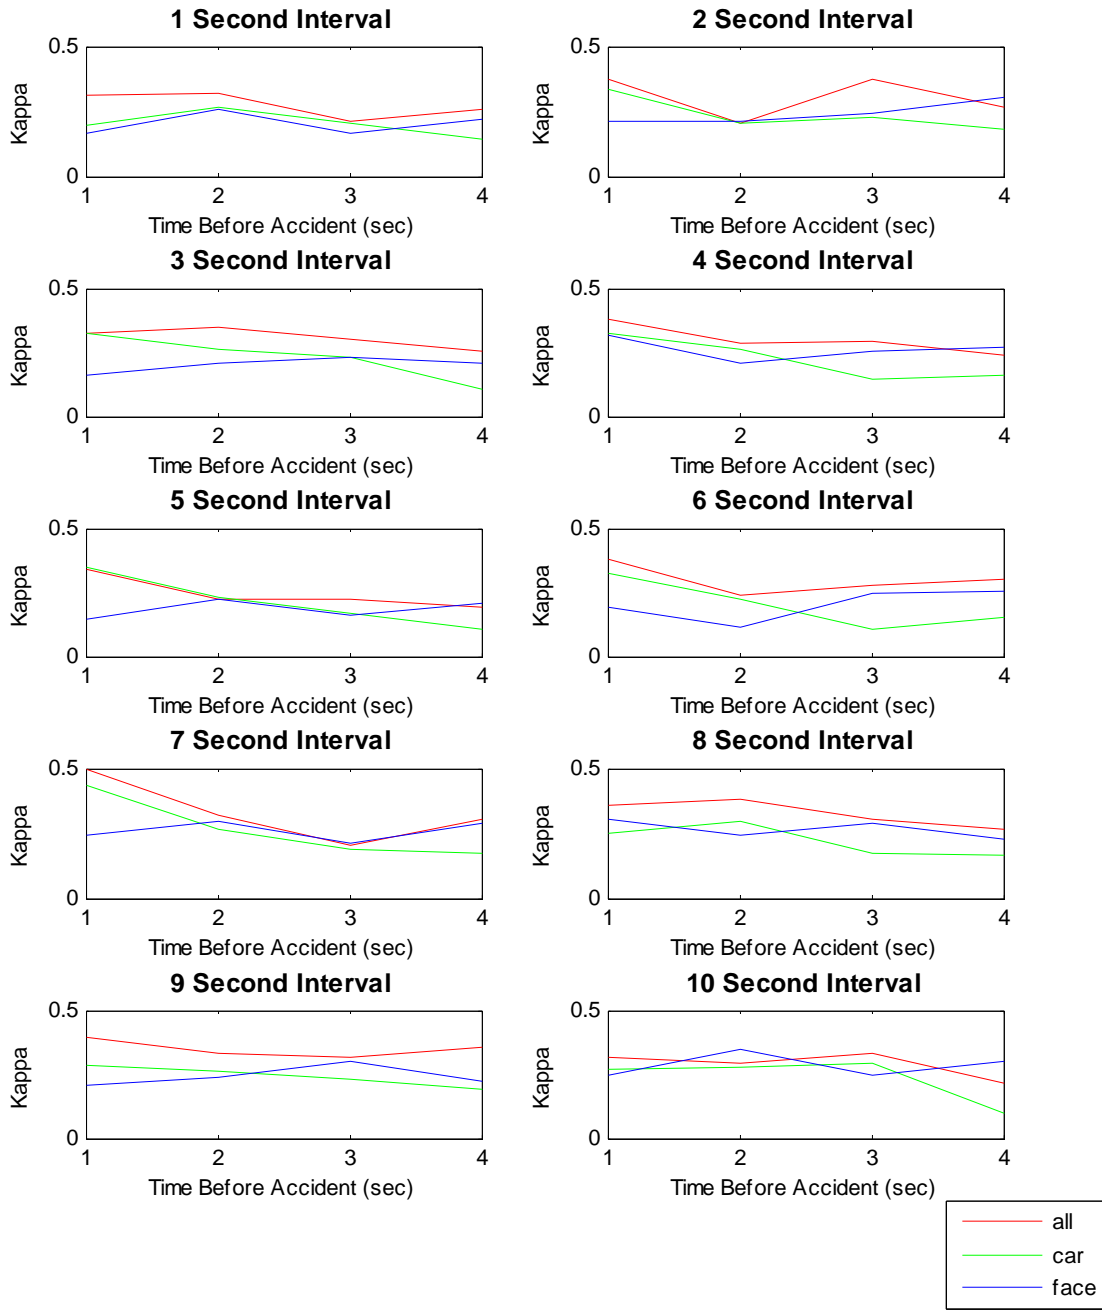 1 Second Interval
2 Second Interval
0.5
Kappa
0
1 2 3 4
Time Before Accident (sec)
0.5
Kappa
0
1 2 3 4
Time Before Accident (sec)
3 Second Interval
4 Second Interval
0.5
Kappa
0
1 2 3 4
Time Before Accident (sec)
0.5
Kappa
0
1 2 3 4
Time Before Accident (sec)
5 Second Interval
6 Second Interval
0.5
Kappa
0
1 2 3 4
Time Before Accident (sec)
0.5
Kappa
0
1 2 3 4
Time Before Accident (sec)
7 Second Interval
8 Second Interval
0.5
Kappa
0
1 2 3 4
Time Before Accident (sec)
0.5
Kappa
0
1 2 3 4
Time Before Accident (sec)
9 Second Interval
10 Second Interval
0.5
Kappa
0
1 2 3 4
Time Before Accident (sec)
0.5
Kappa
0
1 2 3 4
Time Before Accident (sec)
all
car
face